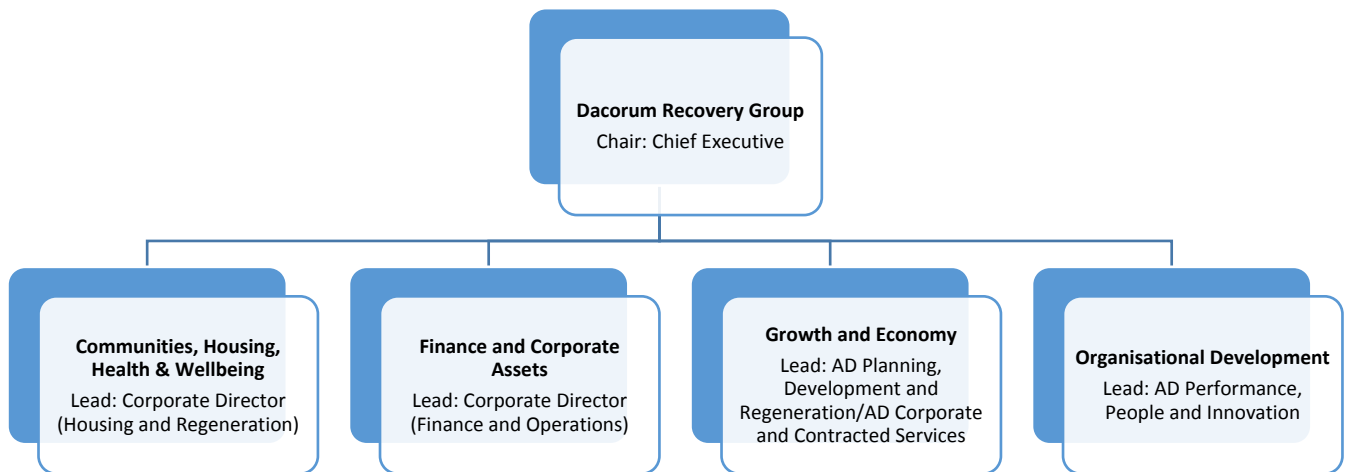 Dacorum Recovery Group
Chair: Chief Executive
Communities, Housing,
Health & Wellbeing
Lead: Corporate Director
(Housing and Regeneration)
Finance and Corporate
Assets
Lead: Corporate Director
(Finance and Operations)
Growth and Economy
Lead: AD Planning,
Development and
Regeneration/AD Corporate
and Contracted Services
Organisational Development
Lead: AD Performance,
People and Innovation